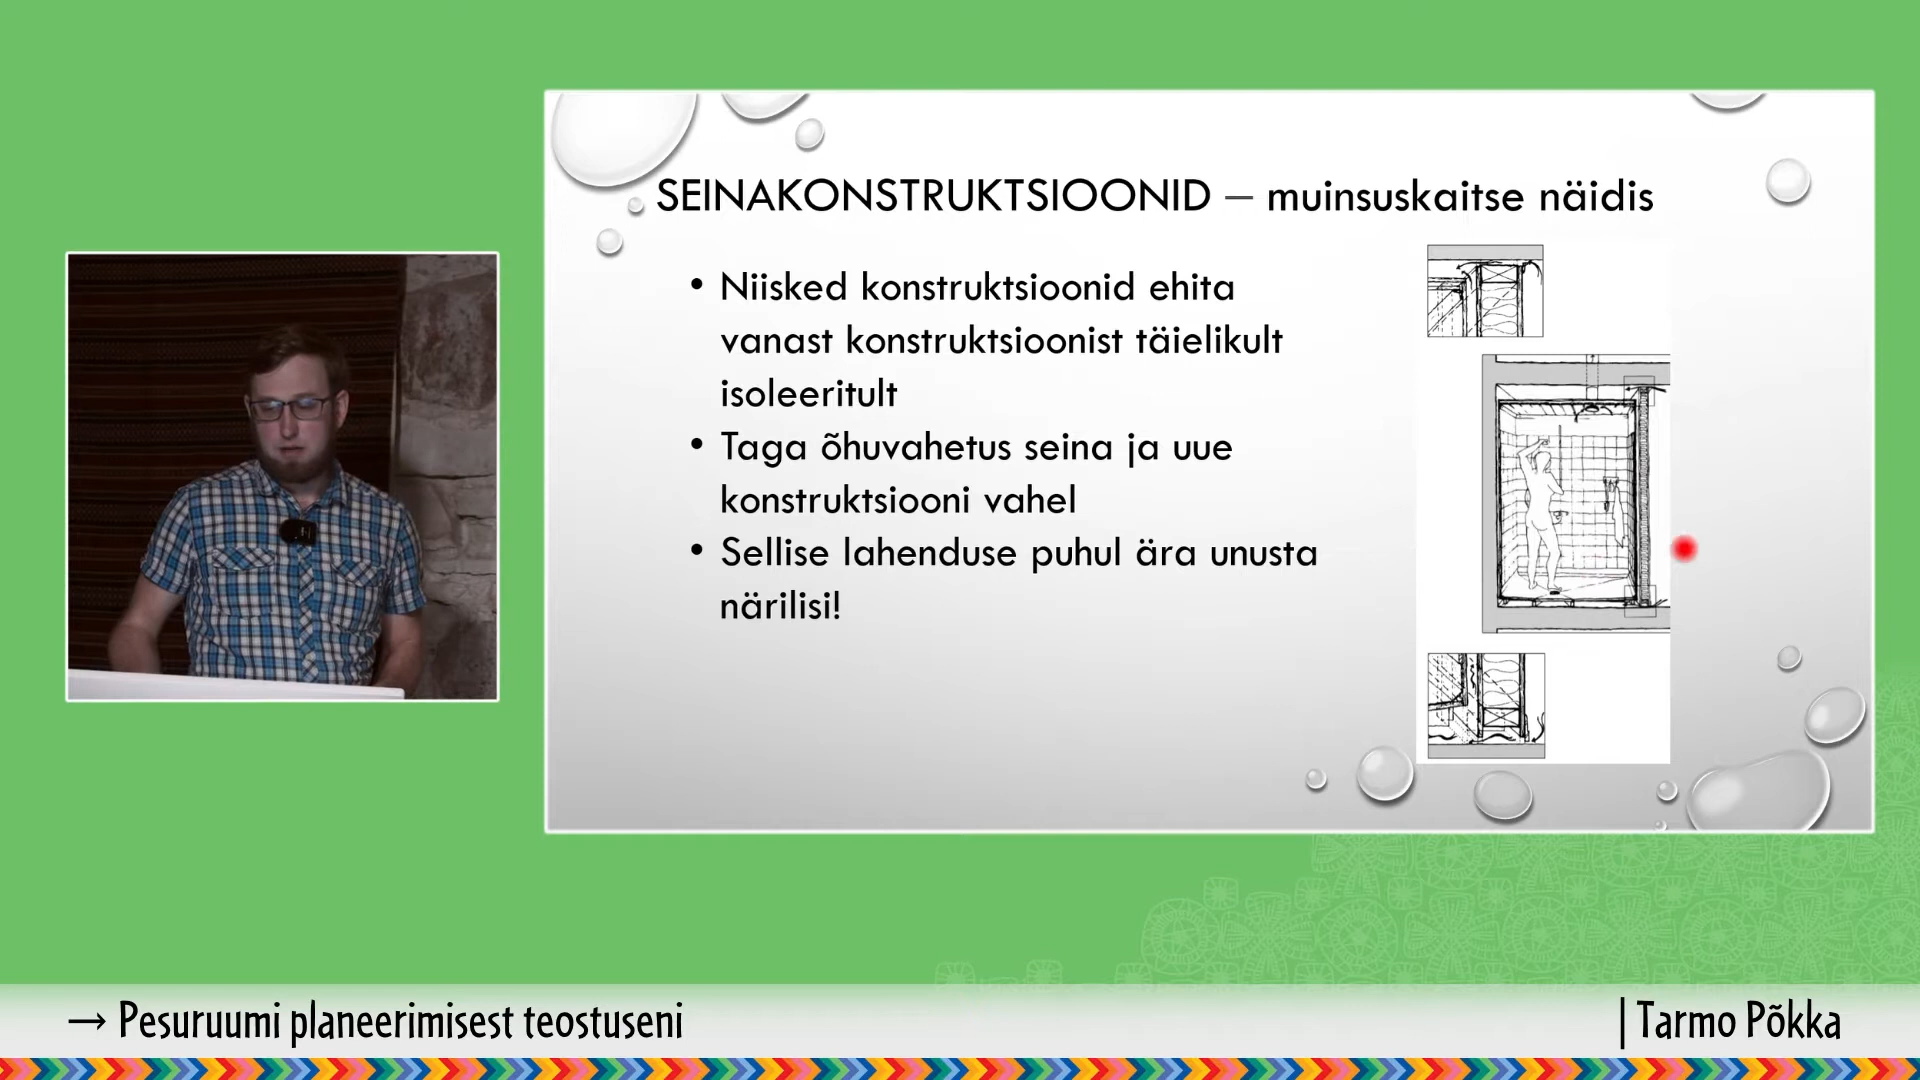 SEINAKONSTRUKTSIOONID – muinsuskaitse näidis
• Niisked konstruktsioonid ehita
vanast konstruktsioonist täielikult
isoleeritult
• Taga õhuvahetus seina ja uue
konstruktsiooni vahel
• Sellise lahenduse puhul ära unusta
närilisi!
→ Pesuruumi planeerimisest teostuseni
| Tarmo Põkka